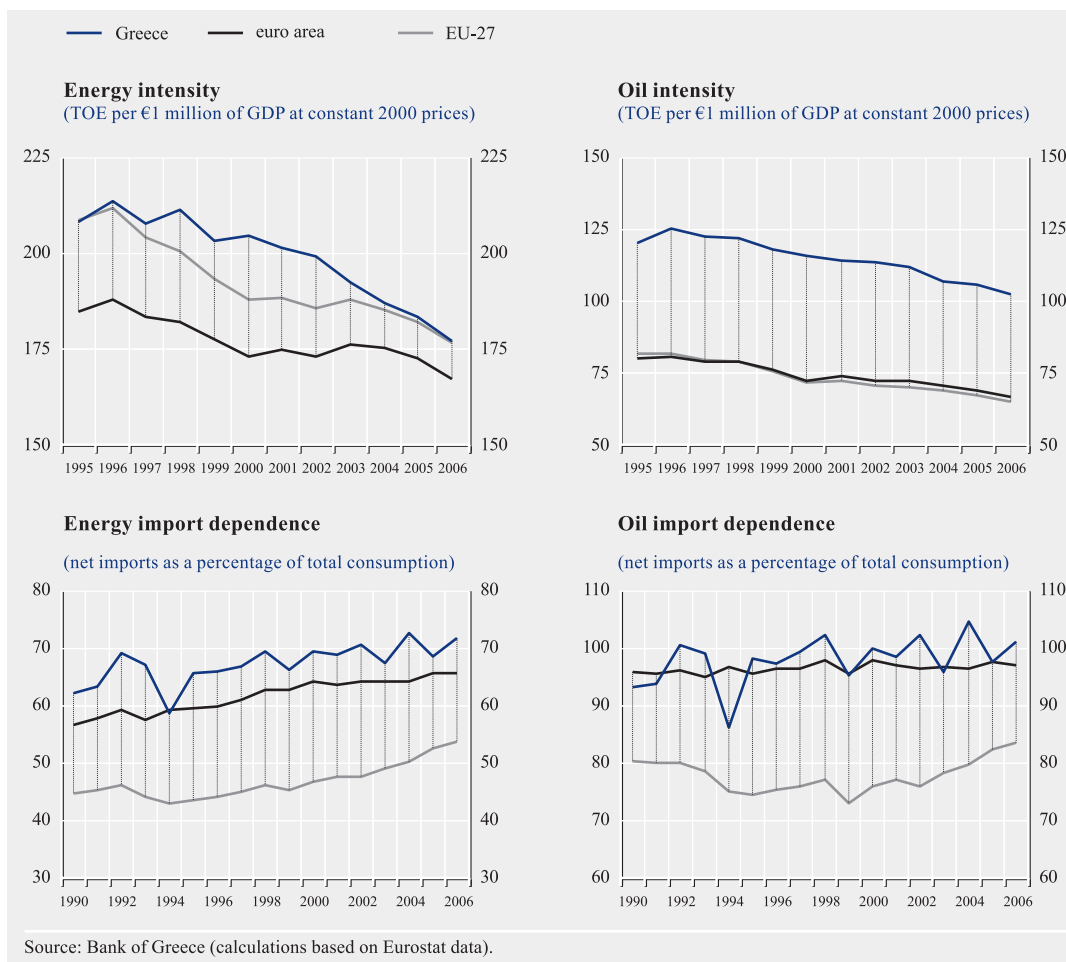 Greece euro area EU-27
Energy intensity
(TOE per €1 million of GDP at constant 2000 prices)
225 225
200 200
175 175
150 150
1995 1996 1997 1998 1999 2000 2001 2002 2003 2004 2005 2006
Oil intensity
(TOE per €1 million of GDP at constant 2000 prices)
150 150
125 125
100 100
75 75
50 50
1995 1996 1997 1998 1999 2000 2001 2002 2003 2004 2005 2006
Energy import dependence
(net imports as a percentage of total consumption)
80 80
70 70
60 60
50 50
40 40
30 30
1990 1992 1994 1996 1998 2000 2002 2004 2006
Oil import dependence
(net imports as a percentage of total consumption)
110 110
100 100
90 90
80 80
70 70
60 60
1990 1992 1994 1996 1998 2000 2002 2004 2006
Source: Bank of Greece (calculations based on Eurostat data).